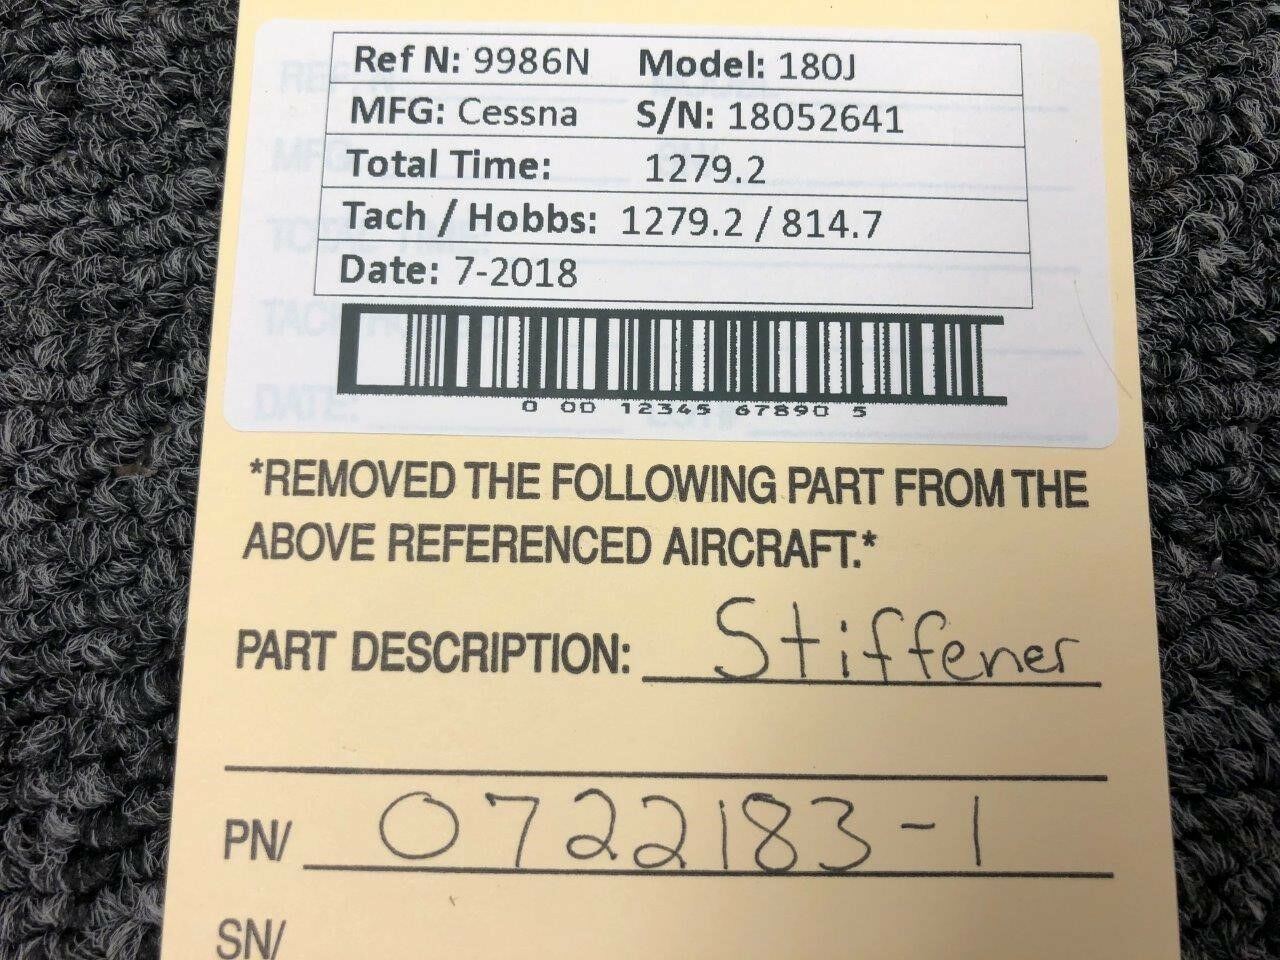 Ref N: 9986N Model: 180J
MFG: Cessna S/N: 18052641
Total Time: 1279.2
Tach / Hobbs: 1279.2 / 814.7
Date: 7-2018
0 00 12345 67890 5
*REMOVED THE FOLLOWING PART FROM THE
ABOVE REFERENCED AIRCRAFT.*
PART DESCRIPTION: Stiffener
PN/ 0722183-1
SN/